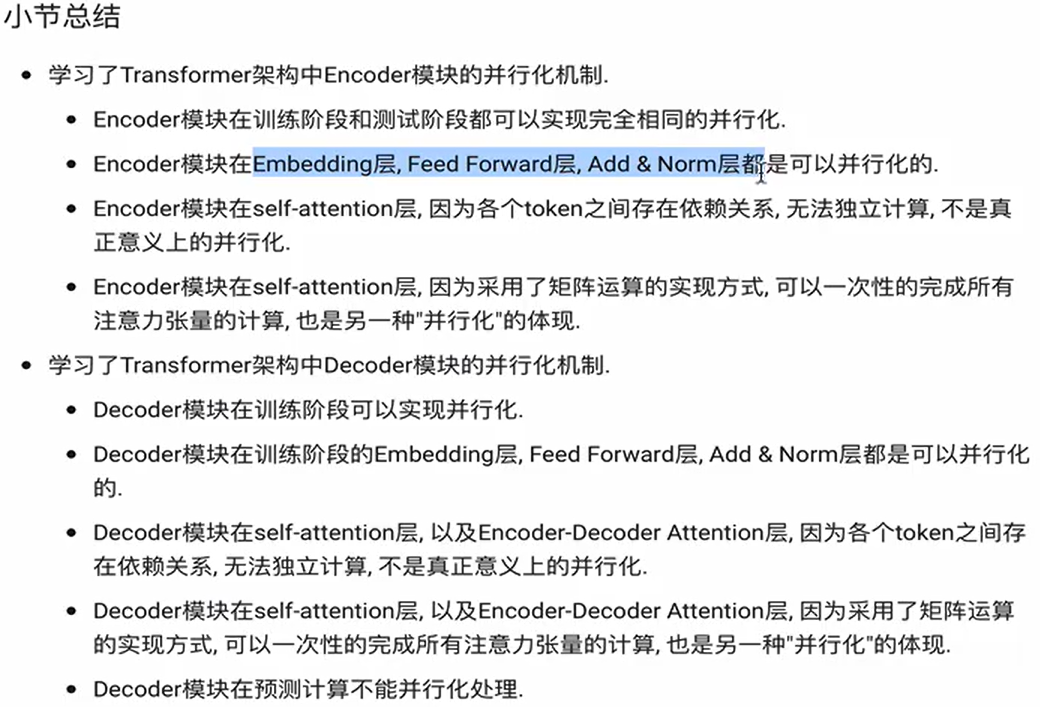 小节总结
• 学习了Transformer架构中Encoder模块的并行化机制.
• Encoder模块在训练阶段和测试阶段都可以实现完全相同的并行化.
• Encoder模块在Embedding层, Feed Forward层, Add & Norm层都是可以并行化的.
• Encoder模块在self-attention层, 因为各个token之间存在依赖关系, 无法独立计算, 不是真
正意义上的并行化.
• Encoder模块在self-attention层, 因为采用了矩阵运算的实现方式, 可以一次性的完成所有
注意力张量的计算, 也是另一种"并行化"的体现.
• 学习了Transformer架构中Decoder模块的并行化机制.
• Decoder模块在训练阶段可以实现并行化.
• Decoder模块在训练阶段的Embedding层, Feed Forward层, Add & Norm层都是可以并行化
的.
• Decoder模块在self-attention层, 以及Encoder-Decoder Attention层, 因为各个token之间存
在依赖关系, 无法独立计算, 不是真正意义上的并行化.
• Decoder模块在self-attention层, 以及Encoder-Decoder Attention层, 因为采用了矩阵运算
的实现方式, 可以一次性的完成所有注意力张量的计算, 也是另一种"并行化"的体现.
• Decoder模块在预测计算不能并行化处理.